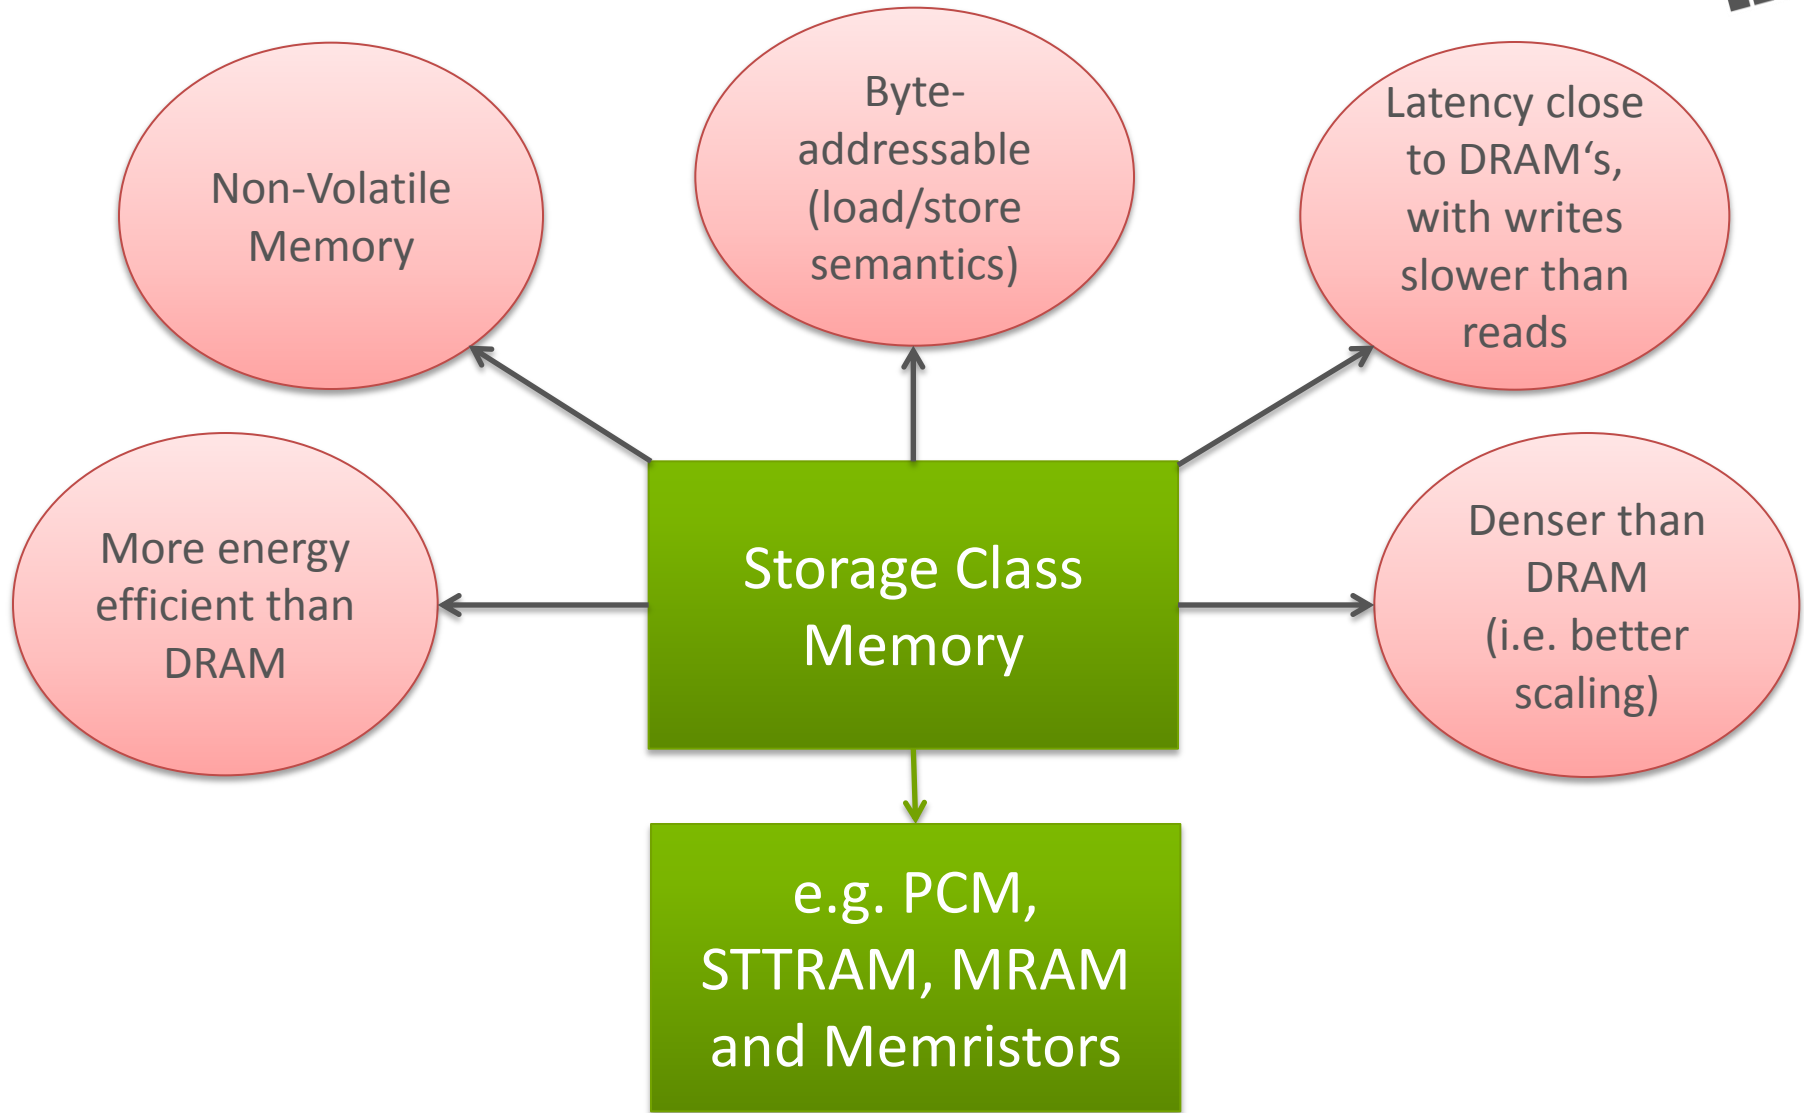 Non-Volatile
Memory
Byte-
addressable
(load/store
semantics)
Latency close
to DRAM‘s,
with writes
slower than
reads
More energy
efficient than
DRAM
Storage Class
Memory
Denser than
DRAM
(i.e. better
scaling)
e.g. PCM,
STTRAM, MRAM
and Memristors